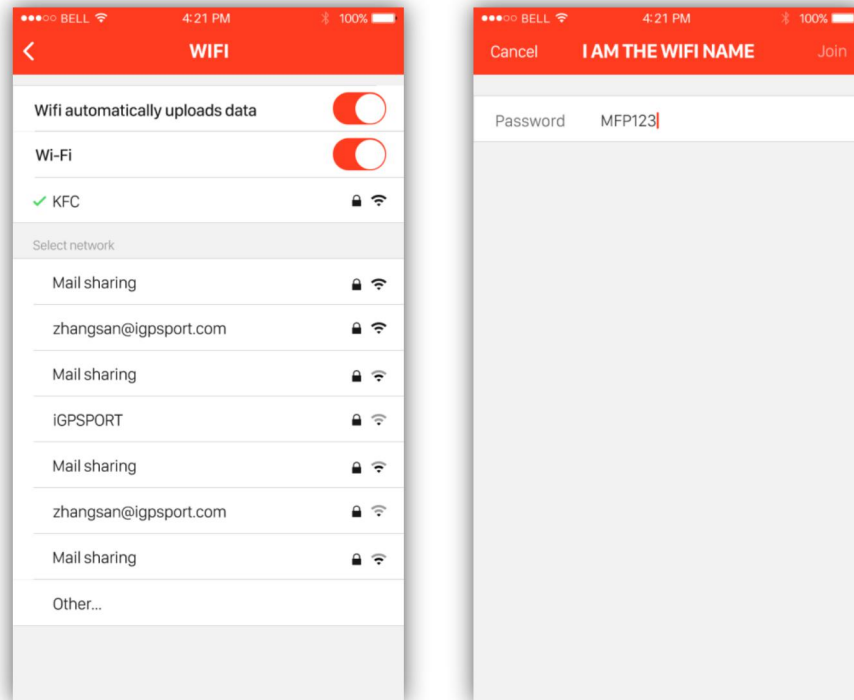 BELL 4:21 PM 100%
WIFI
Wifi automatically uploads data
Wi-Fi
KFC
Select network
Mail sharing
zhangsan@igpsport.com
Mail sharing
iGPSPORT
Mail sharing
zhangsan@igpsport.com
Mail sharing
Other...
BELL 4:21 PM 100%
Cancel I AM THE WIFI NAME Join
Password MFP123